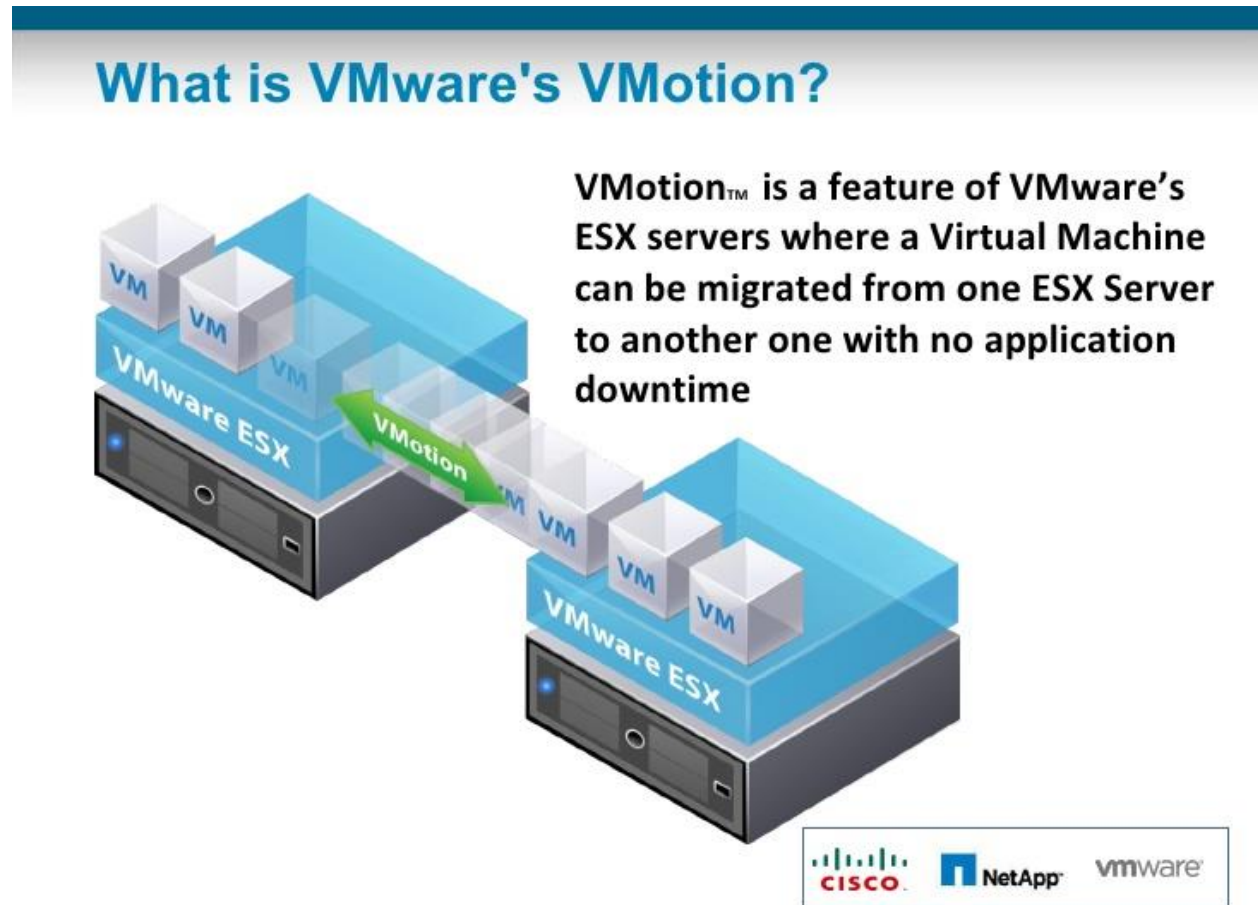 What is VMware's VMotion?
VMotion™ is a feature of VMware's
ESX servers where a Virtual Machine
can be migrated from one ESX Server
to another one with no application
downtime
VM
VM
VM
VMware ESX
VMotion
VM
VM
VM
VM
VMware ESX
CISCO.
NetApp™
vmware®